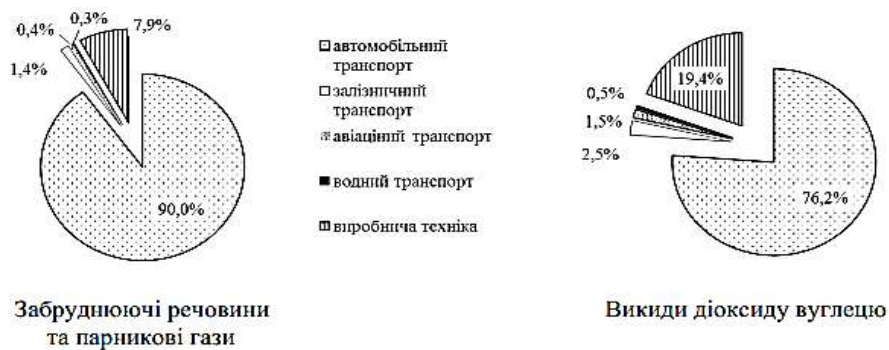 0,4%
0,3%
7,9%
1,4%
90,0%
Забруднюючі речовини
та парникові гази
автомобільний
транспорт
залізничний
транспорт
авіаційний транспорт
водний транспорт
виробнича техніка
19,4%
0,5%
1,5%
2,5%
76,2%
Викиди діоксиду вуглецю